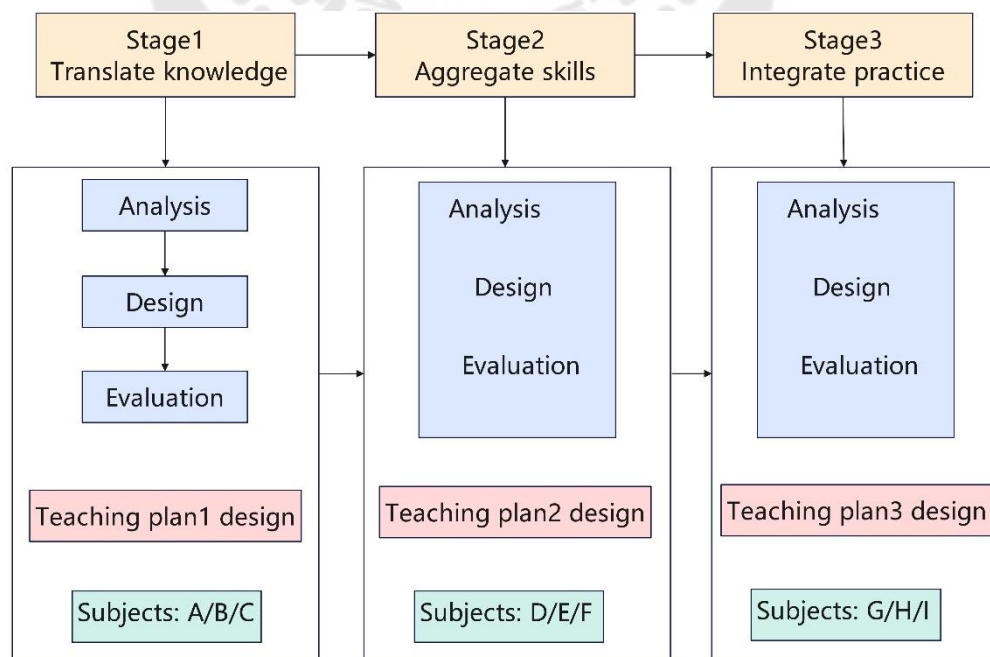 Stage1
Translate knowledge
Stage2
Aggregate skills
Stage3
Integrate practice
Analysis
Design
Evaluation
Teaching plan1 design
Subjects: A/B/C
Analysis
Design
Evaluation
Teaching plan2 design
Subjects: D/E/F
Analysis
Design
Evaluation
Teaching plan3 design
Subjects: G/H/I